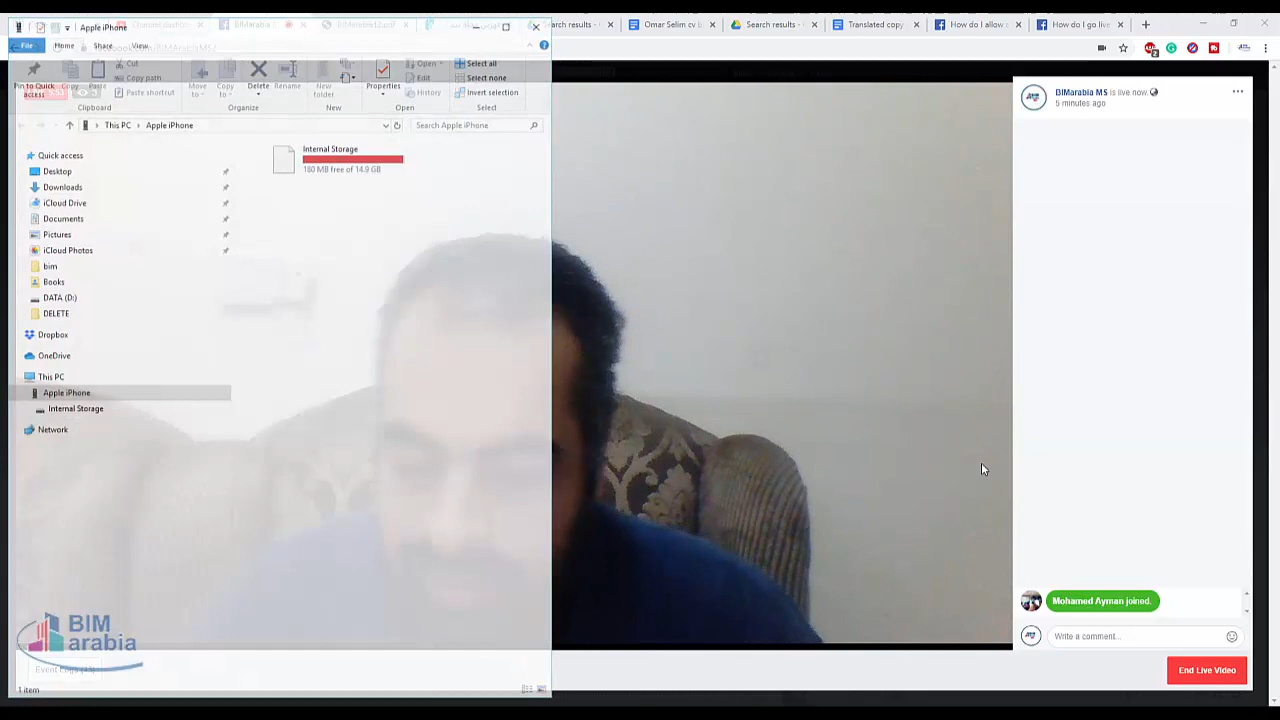 Apple iPhone
Search results -
Omar Selim cv
Search results -
Translated copy
How do I allow
How do I go live
File
Home
Share
View
Pin to Quick
access
Copy
Paste
Cut
Copy path
Paste shortcut
Move
to
Copy
to
Delete
Rename
New
folder
Properties
Open
Edit
History
Select all
Select none
Invert selection
Clipboard
Organize
New
Open
Select
This PC
Apple iPhone
Search Apple iPhone
Quick access
Desktop
Downloads
iCloud Drive
Documents
Pictures
iCloud Photos
bim
Books
DATA (D:)
DELETE
Dropbox
OneDrive
This PC
Apple iPhone
Internal Storage
Network
Internal Storage
180 MB free of 14.9 GB
1 item
BIM
arabia
BIMarabia MS is live now.
5 minutes ago
Mohamed Ayman joined.
Write a comment...
End Live Video